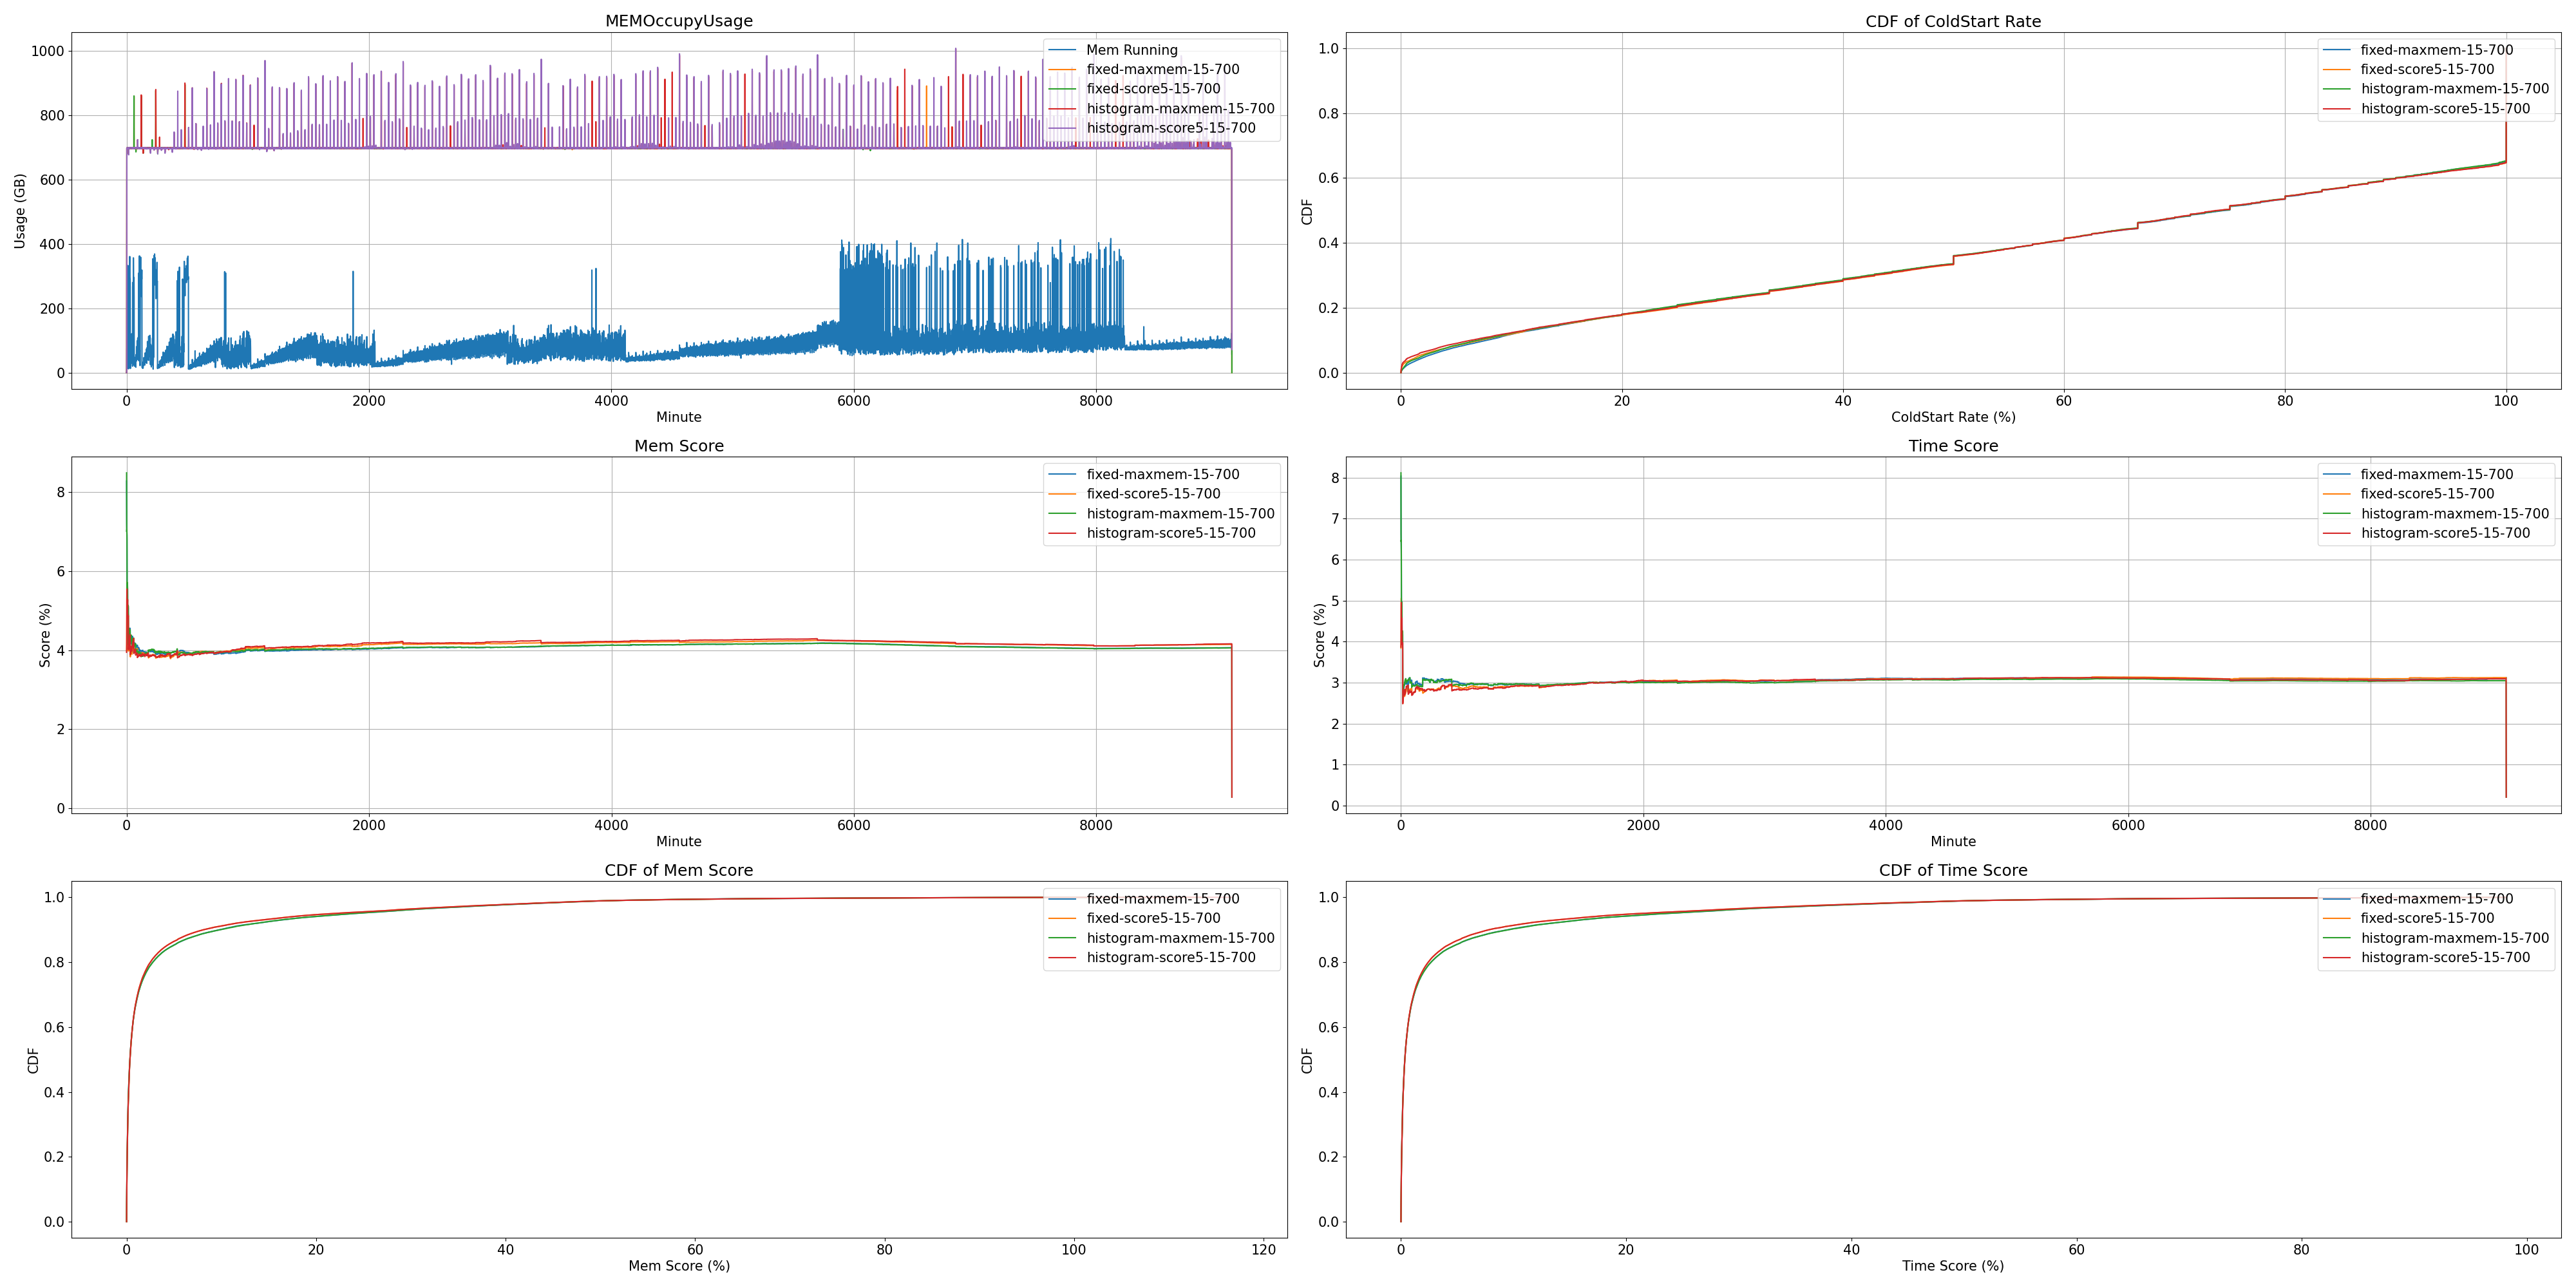 MEMOccupyUsage
Usage (GB)
1000
800
600
400
200
0
Mem Running
fixed-maxmem-15-700
fixed-score5-15-700
histogram-maxmem-15-700
histogram-score5-15-700
0 2000 4000 6000 8000
Minute
CDF of ColdStart Rate
CDF
1.0
0.8
0.6
0.4
0.2
0.0
fixed-maxmem-15-700
fixed-score5-15-700
histogram-maxmem-15-700
histogram-score5-15-700
0 20 40 60 80 100
ColdStart Rate (%)
Mem Score
Score (%)
8
6
4
2
0
fixed-maxmem-15-700
fixed-score5-15-700
histogram-maxmem-15-700
histogram-score5-15-700
0 2000 4000 6000 8000
Minute
Time Score
Score (%)
8
7
6
5
4
3
2
1
0
fixed-maxmem-15-700
fixed-score5-15-700
histogram-maxmem-15-700
histogram-score5-15-700
0 2000 4000 6000 8000
Minute
CDF of Mem Score
CDF
1.0
0.8
0.6
0.4
0.2
0.0
fixed-maxmem-15-700
fixed-score5-15-700
histogram-maxmem-15-700
histogram-score5-15-700
0 20 40 60 80 100 120
Mem Score (%)
CDF of Time Score
CDF
1.0
0.8
0.6
0.4
0.2
0.0
fixed-maxmem-15-700
fixed-score5-15-700
histogram-maxmem-15-700
histogram-score5-15-700
0 20 40 60 80 100
Time Score (%)